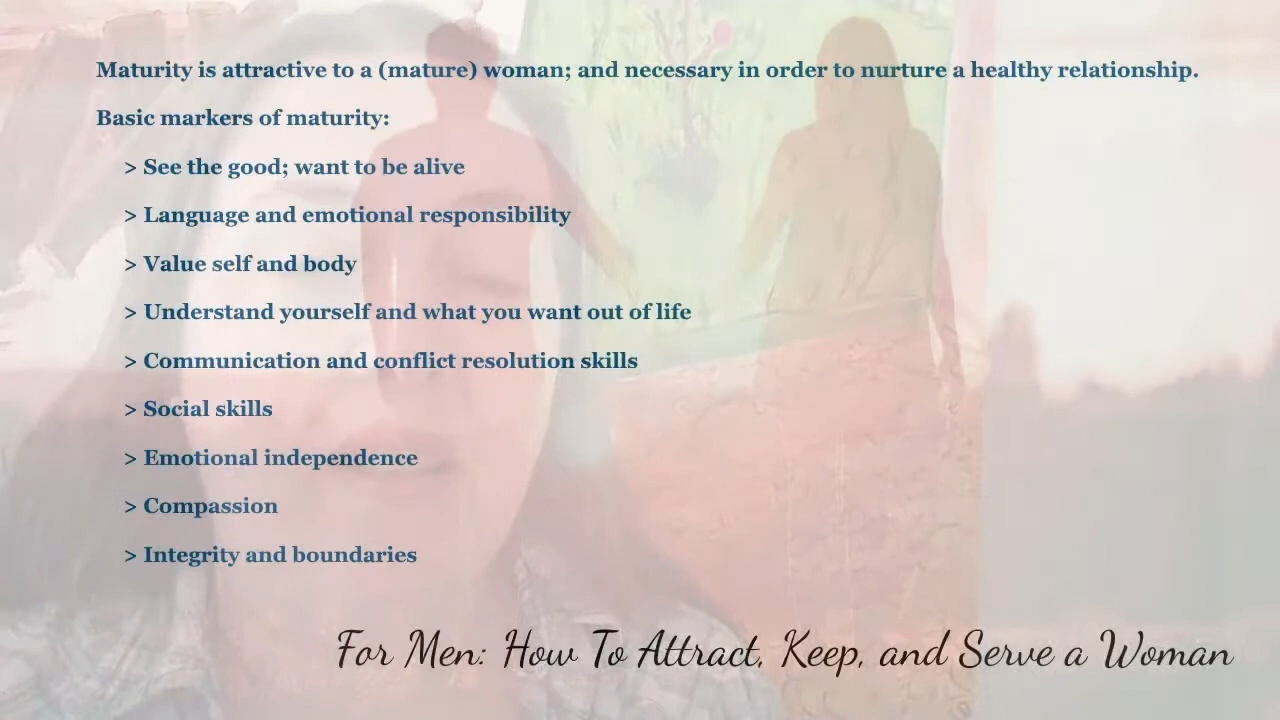 Maturity is attractive to a (mature) woman; and necessary in order to nurture a healthy relationship.
Basic markers of maturity:
> See the good; want to be alive
> Language and emotional responsibility
> Value self and body
> Understand yourself and what you want out of life
> Communication and conflict resolution skills
> Social skills
> Emotional independence
> Compassion
> Integrity and boundaries
For Men: How To Attract, Keep, and Serve a Woman